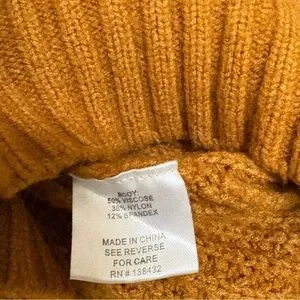 BODY:
50% VISCOSE
38% NYLON
12% SPANDEX
MADE IN CHINA
SEE REVERSE
FOR CARE
RN # 138432